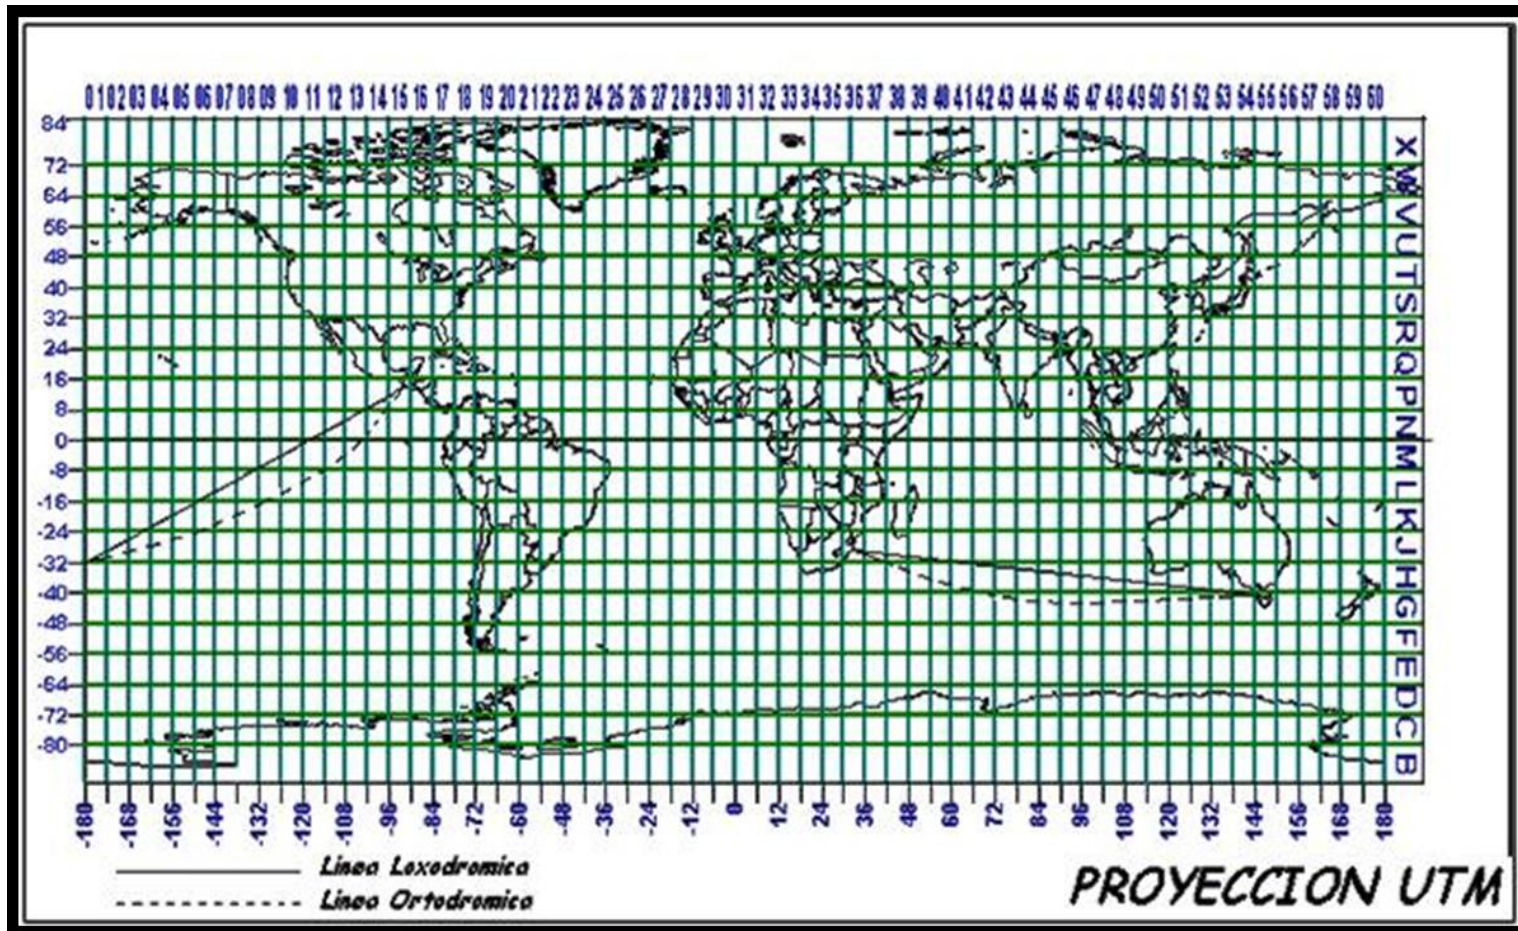 01 02 03 04 05 06 07 08 09 10 11 12 13 14 15 16 17 18 19 20 21 22 23 24 25 26 27 28 29 30 31 32 33 34 35 36 37 38 39 40 41 42 43 44 45 46 47 48 49 50 51 52 53 54 55 56 57 58 59 60
84
72
64
56
48
40
32
24
16
8
0
-8
-16
-24
-32
-40
-48
-56
-64
-72
-80
X
W
V
U
T
S
R
Q
P
N
M
L
K
J
H
G
F
E
D
C
B
-180 -168 -156 -144 -132 -120 -108 -96 -84 -72 -60 -48 -36 -24 -12 0 12 24 36 48 60 72 84 96 108 120 132 144 156 168 180
Linea Loxodromica
Linea Ortodromica
PROYECCION UTM